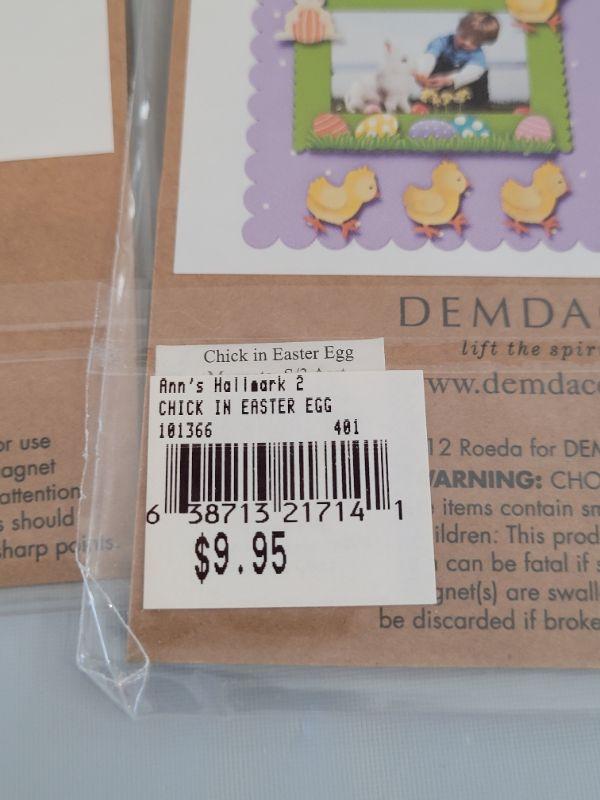 DEMDA
lift the spir
www.demdac
Chick in Easter Egg
Ann's Hallmark 2
CHICK IN EASTER EGG
101366 401
6 38713 21714 1
$9.95
or use
agnet
attention
s should
sharp points.
12 Roeda for DEM
WARNING: CHO
items contain sm
ildren: This prod
can be fatal if s
gnet(s) are swall
be discarded if broke